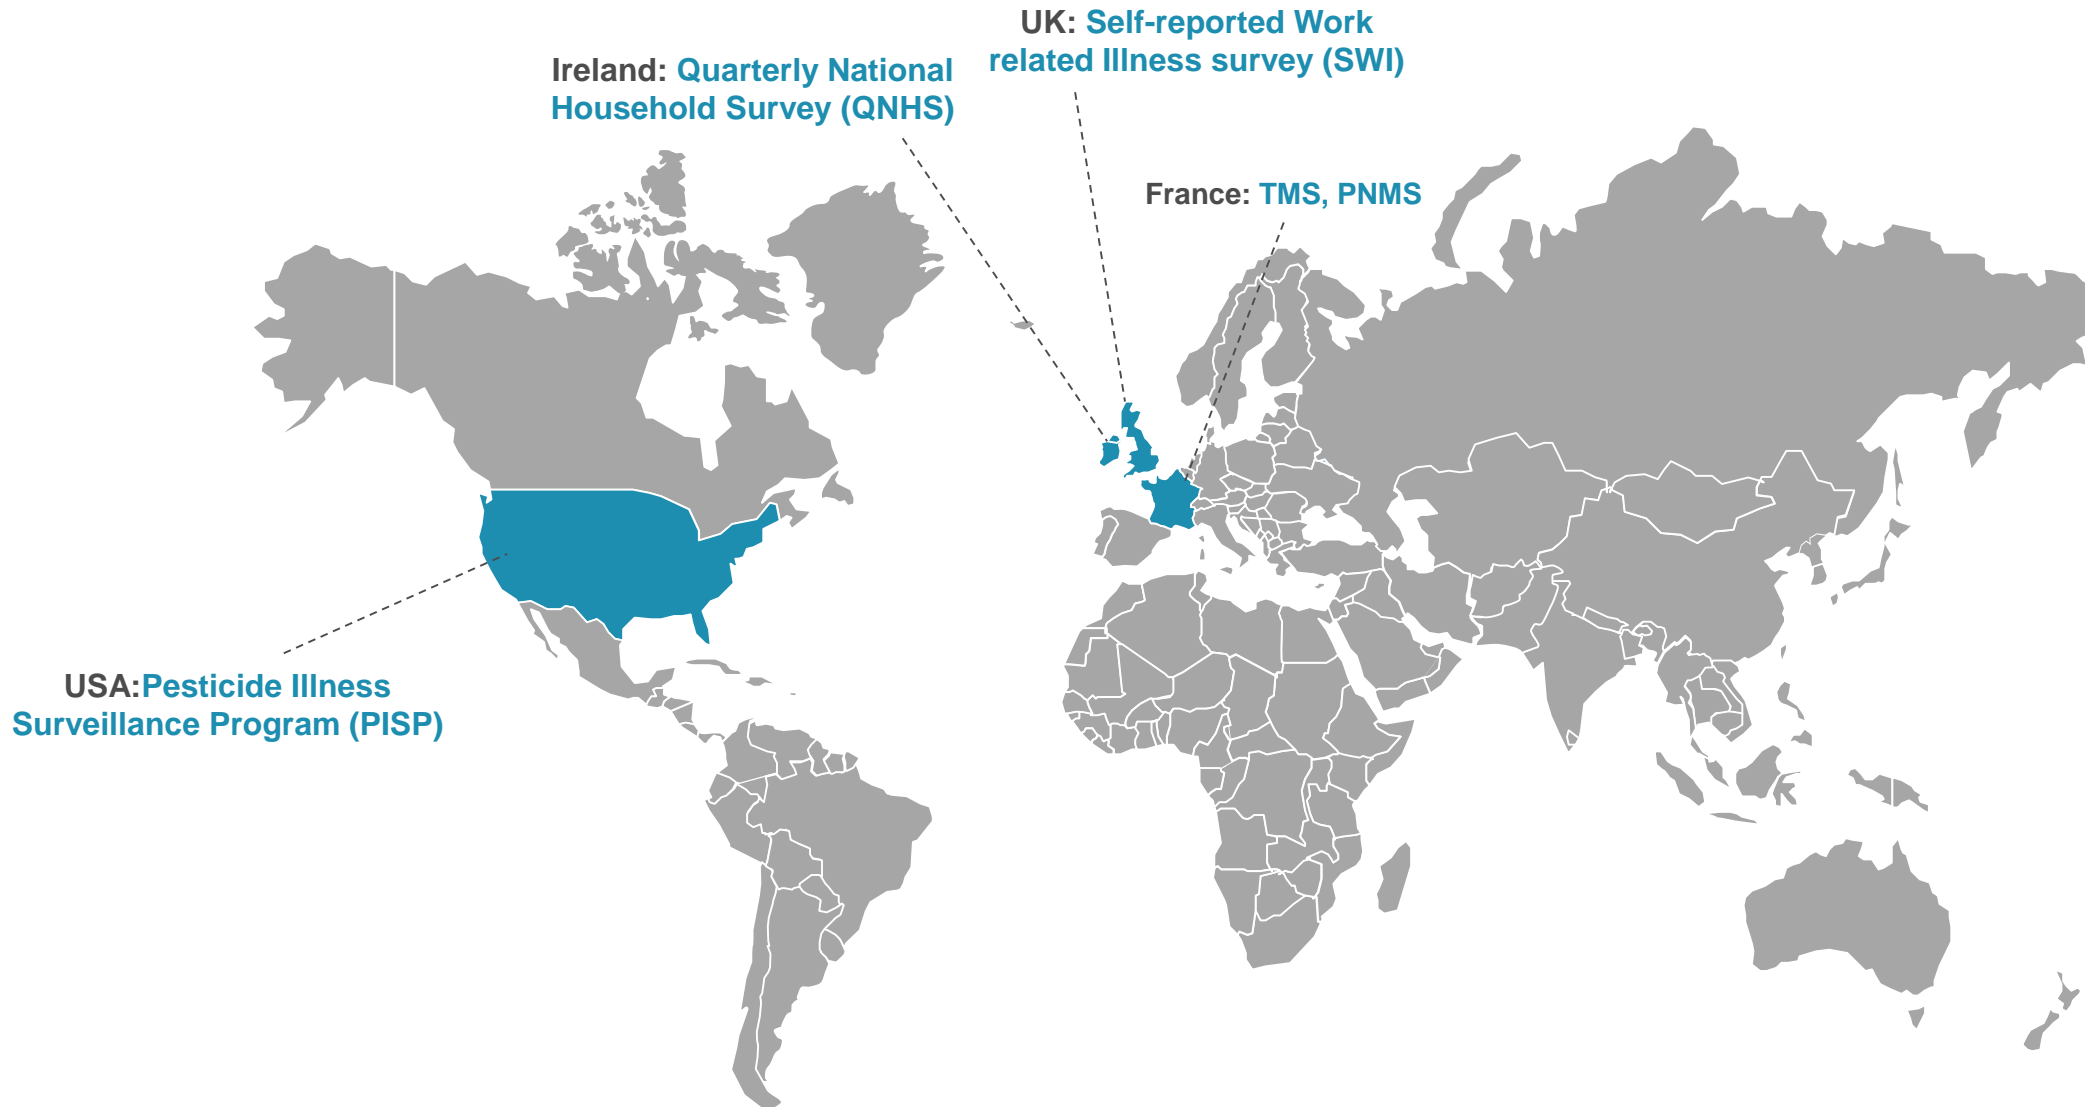 UK: Self-reported Work
related Illness survey (SWI)
Ireland: Quarterly National
Household Survey (QNHS)
France: TMS, PNMS
USA:Pesticide Illness
Surveillance Program (PISP)